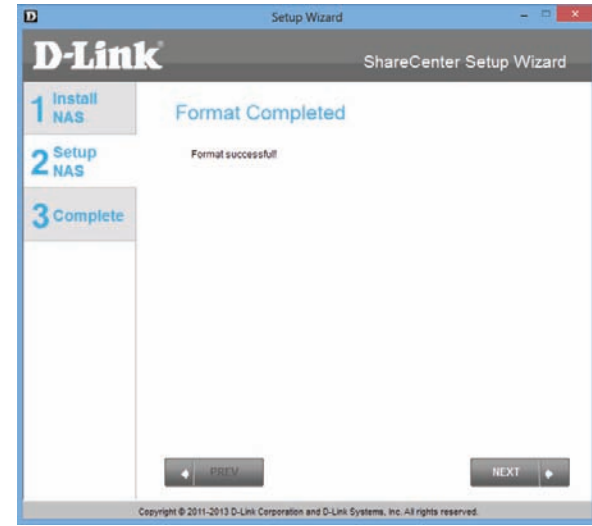 D
Setup Wizard
D-Link
ShareCenter Setup Wizard
1 Install
NAS
2 Setup
NAS
3 Complete
Format Completed
Format successful!
PREV
NEXT
Copyright © 2011-2013 D-Link Corporation and D-Link Systems, Inc. All rights reserved.